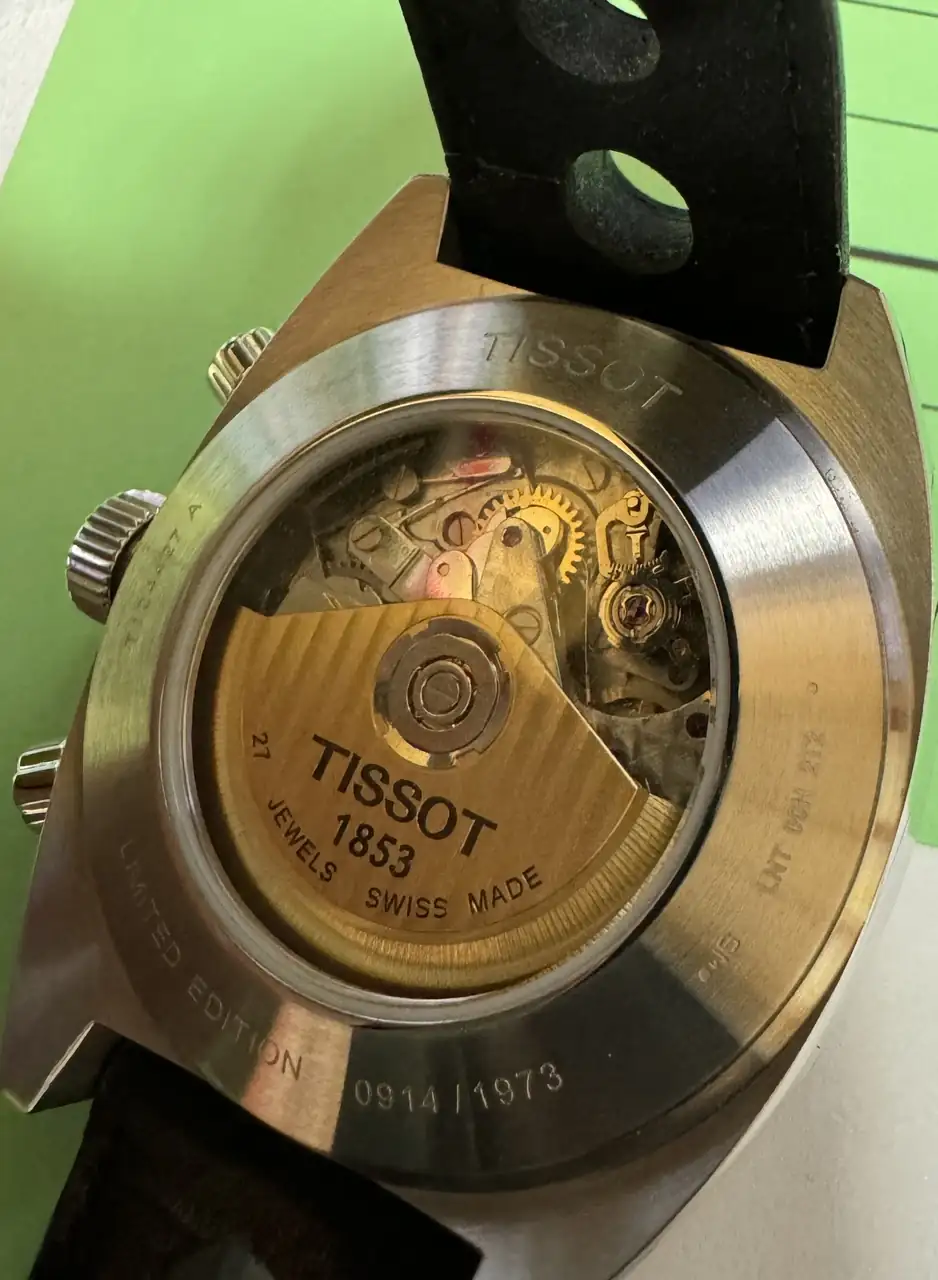 TISSOT
TISSOT
1853
27
JEWELS
SWISS MADE
LIMITED EDITION
0914 / 1973